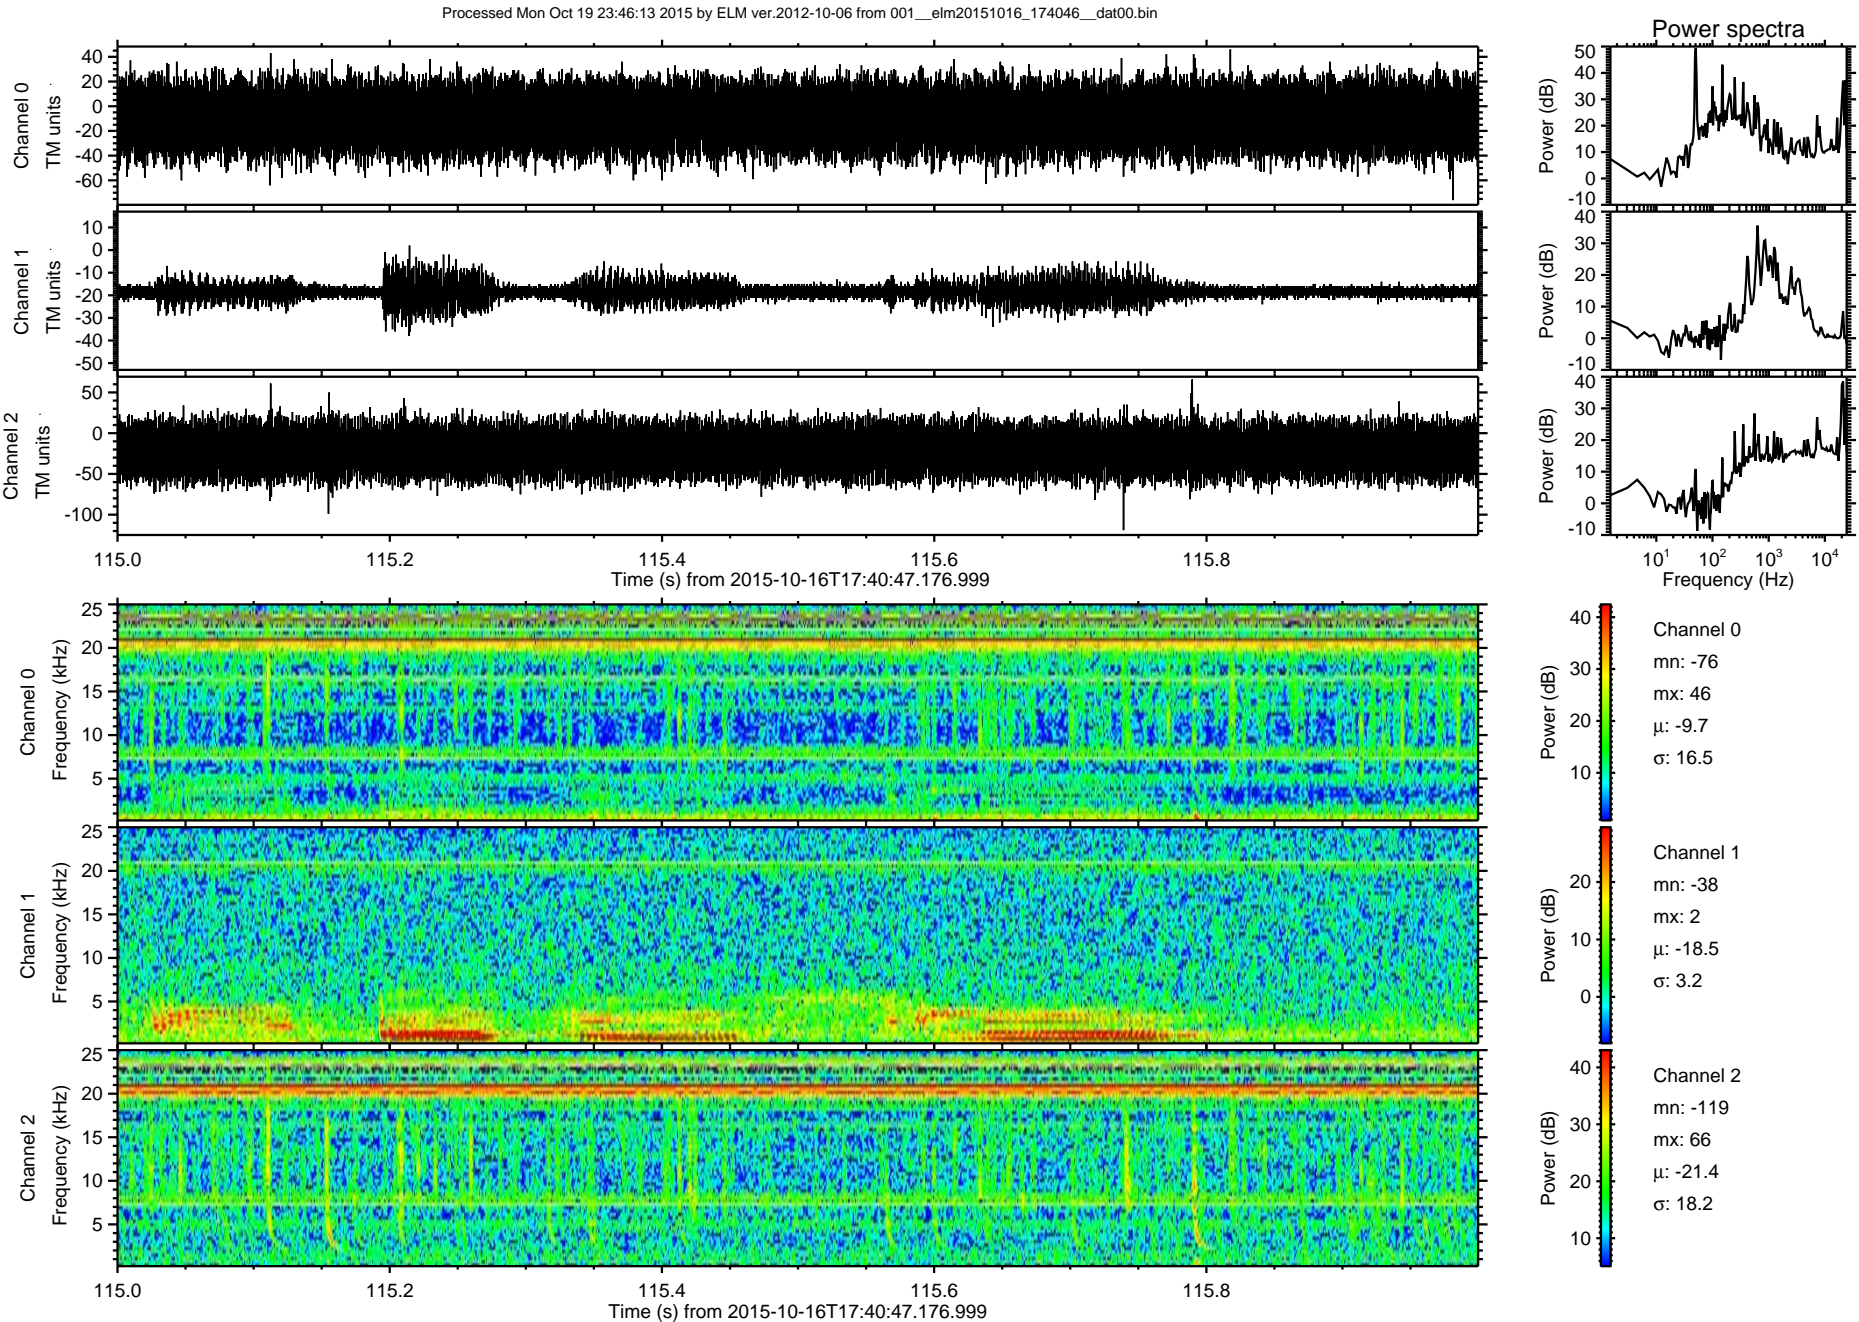 Processed Mon Oct 19 23:46:13 2015 by ELM ver.2012-10-06 from 001__elm20151016_174046__dat00.bin
Power spectra
Channel 0
TM units
40
20
0
-20
-40
-60
Power (dB)
50
40
30
20
10
0
-10
Channel 1
TM units
10
0
-10
-20
-30
-40
-50
Power (dB)
40
30
20
10
0
-10
Channel 2
TM units
50
0
-50
-100
Power (dB)
40
30
20
10
0
-10
115.0 115.2 115.4 115.6 115.8
Time (s) from 2015-10-16T17:40:47.176.999
10^1 10^2 10^3 10^4
Frequency (Hz)
Channel 0
Frequency (kHz)
25
20
15
10
5
Power (dB)
40
30
20
10
Channel 0
mn: -76
mx: 46
μ: -9.7
σ: 16.5
Channel 1
Frequency (kHz)
25
20
15
10
5
Power (dB)
20
10
0
Channel 1
mn: -38
mx: 2
μ: -18.5
σ: 3.2
Channel 2
Frequency (kHz)
25
20
15
10
5
Power (dB)
40
30
20
10
Channel 2
mn: -119
mx: 66
μ: -21.4
σ: 18.2
115.0 115.2 115.4 115.6 115.8
Time (s) from 2015-10-16T17:40:47.176.999